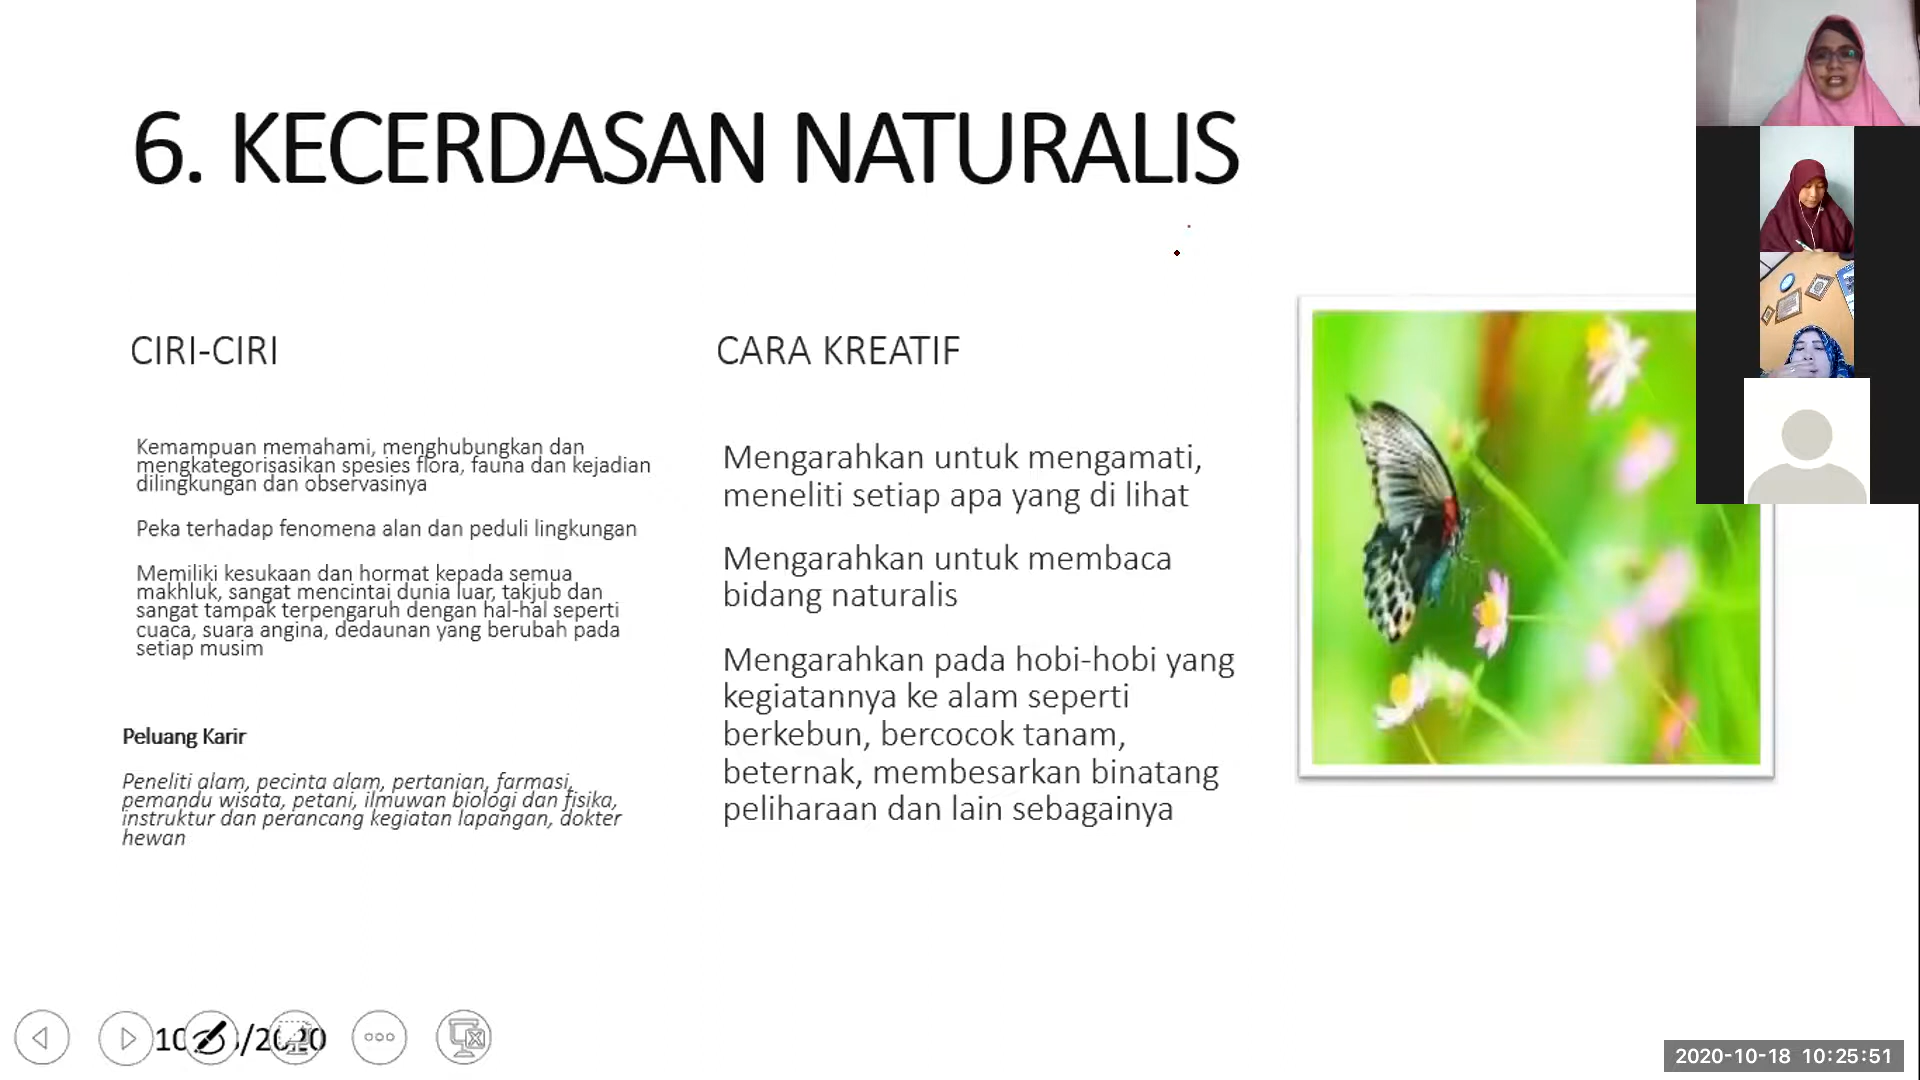 6. KECERDASAN NATURALIS
CIRI-CIRI
Kemampuan memahami, menghubungkan dan
mengkategorisasikan spesies flora, fauna dan kejadian
dilingkungan dan observasinya
Peka terhadap fenomena alan dan peduli lingkungan
Memiliki kesukaan dan hormat kepada semua
makhluk, sangat mencintai dunia luar, takjub dan
sangat tampak terpengaruh dengan hal-hal seperti
cuaca, suara angina, dedaunan yang berubah pada
setiap musim
Peluang Karir
Peneliti alam, pecinta alam, pertanian, farmasi,
pemandu wisata, petani, ilmuwan biologi dan fisika,
instruktur dan perancang kegiatan lapangan, dokter
hewan
CARA KREATIF
Mengarahkan untuk mengamati,
meneliti setiap apa yang di lihat
Mengarahkan untuk membaca
bidang naturalis
Mengarahkan pada hobi-hobi yang
kegiatannya ke alam seperti
berkebun, bercocok tanam,
beternak, membesarkan binatang
peliharaan dan lain sebagainya
2020-10-18 10:25:51